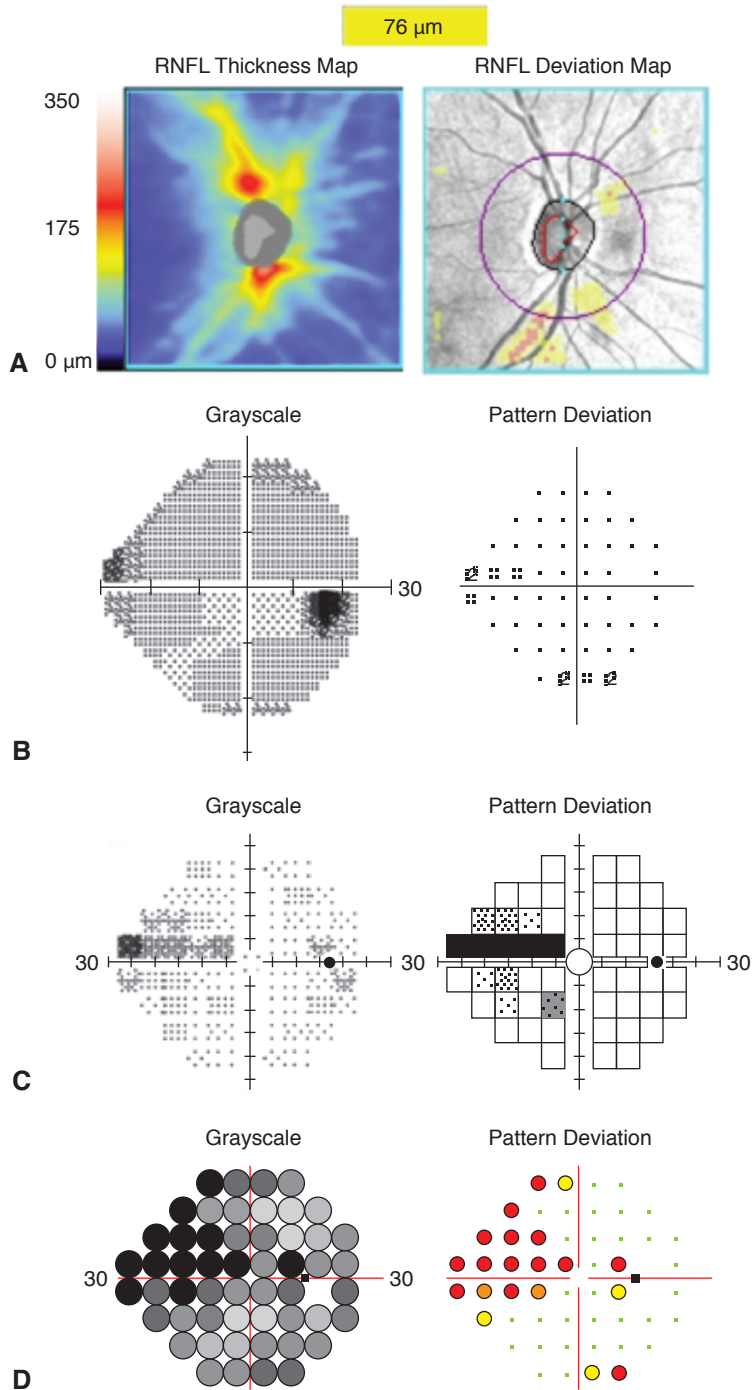 76 µm
RNFL Thickness Map
RNFL Deviation Map
350
175
0 µm
A
Grayscale
Pattern Deviation
30
B
Grayscale
Pattern Deviation
30
30
30
C
Grayscale
Pattern Deviation
30
30
D